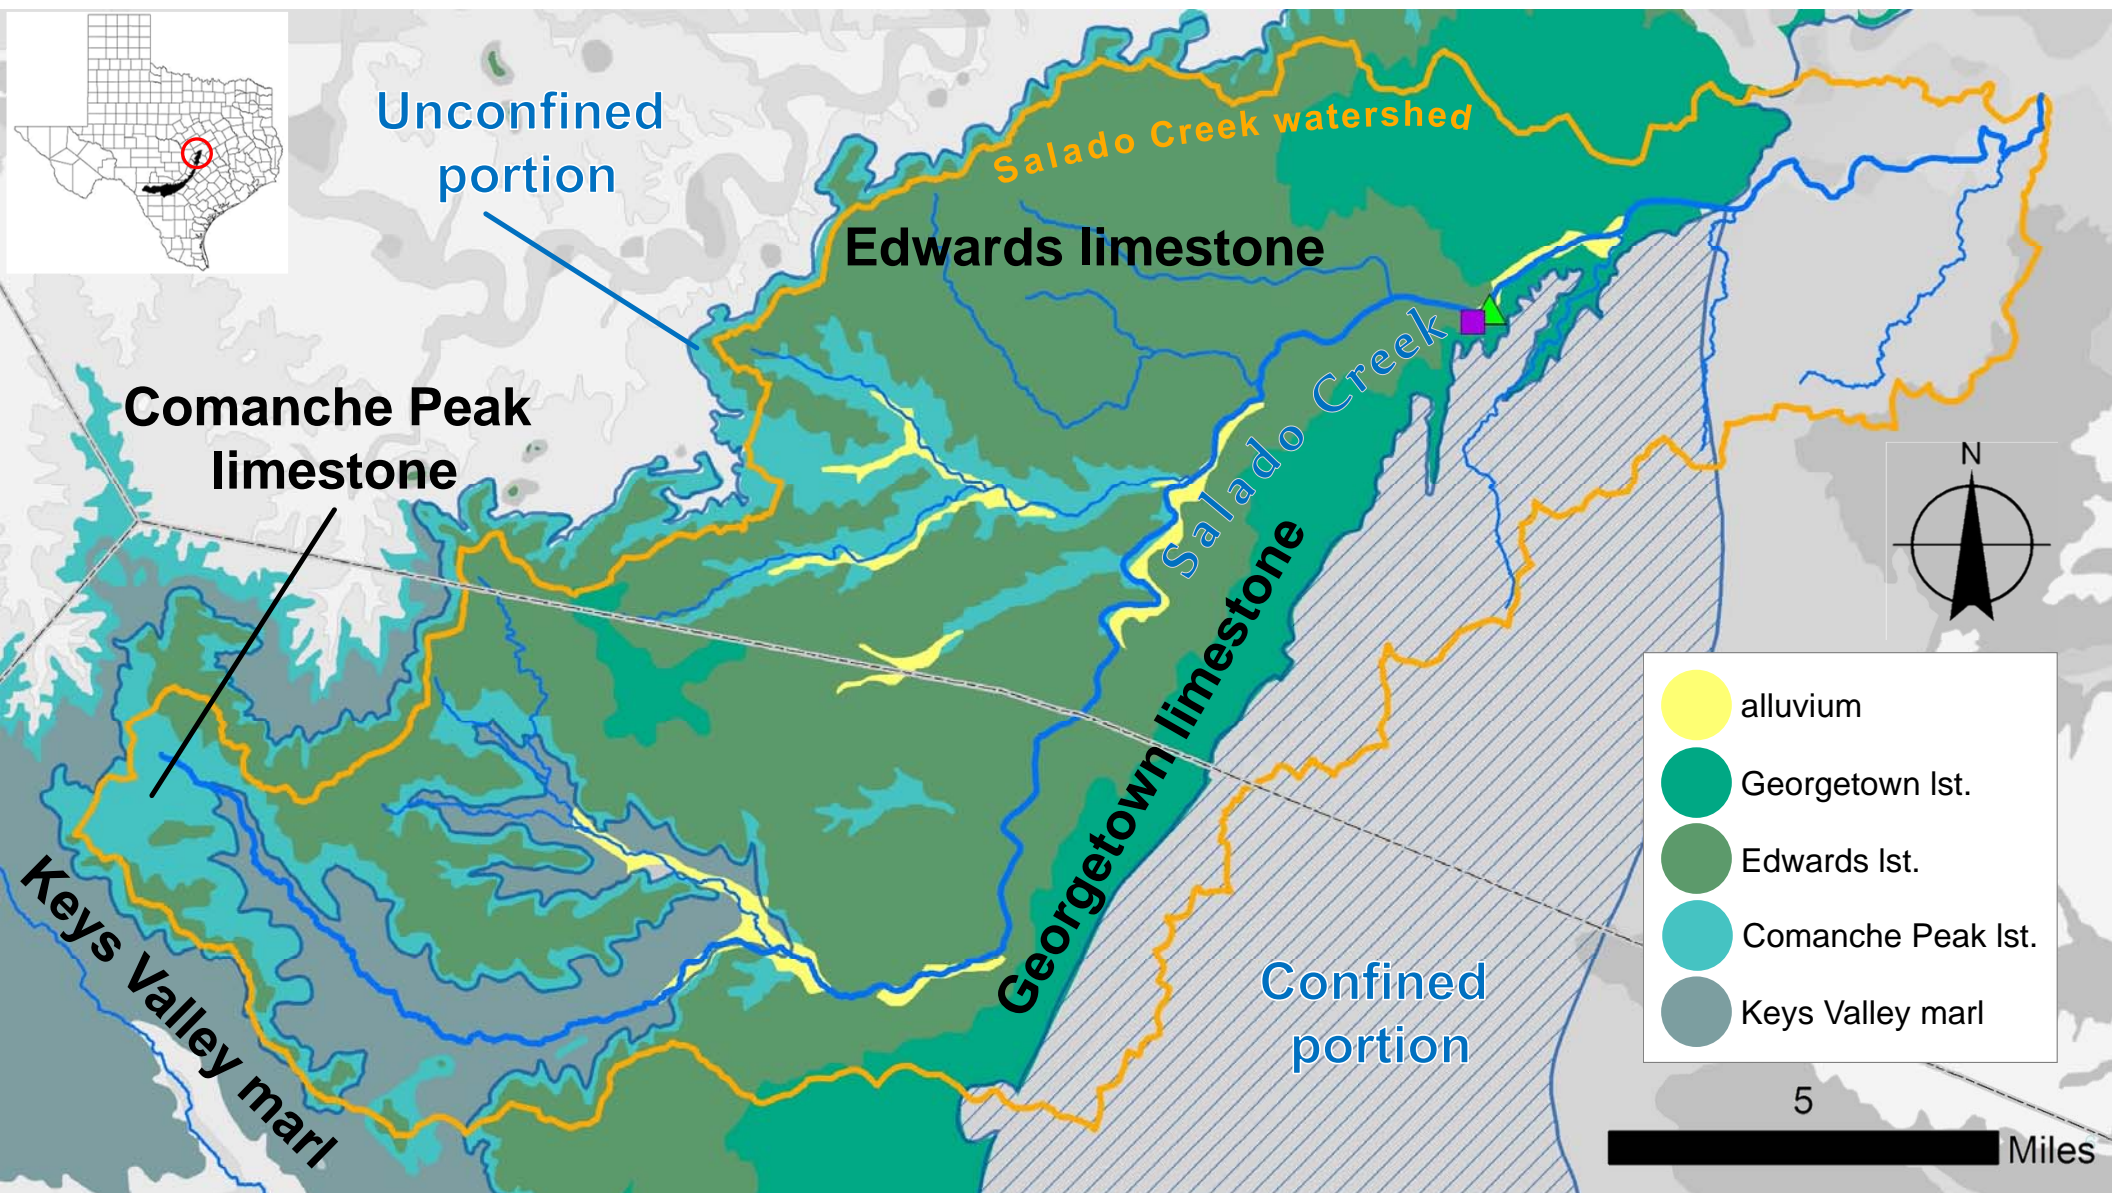 Unconfined
portion
Salado Creek watershed
Edwards limestone
Comanche Peak
limestone
Salado Creek
Georgetown limestone
Keys Valley marl
Confined
portion
N
alluvium
Georgetown lst.
Edwards lst.
Comanche Peak lst.
Keys Valley marl
5
Miles